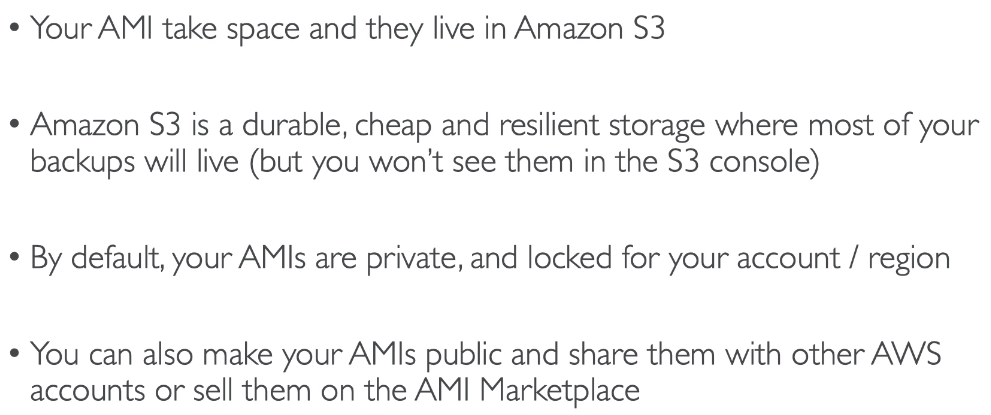 • Your AMI take space and they live in Amazon S3
• Amazon S3 is a durable, cheap and resilient storage where most of your
backups will live (but you won't see them in the S3 console)
• By default, your AMIs are private, and locked for your account / region
• You can also make your AMIs public and share them with other AWS
accounts or sell them on the AMI Marketplace